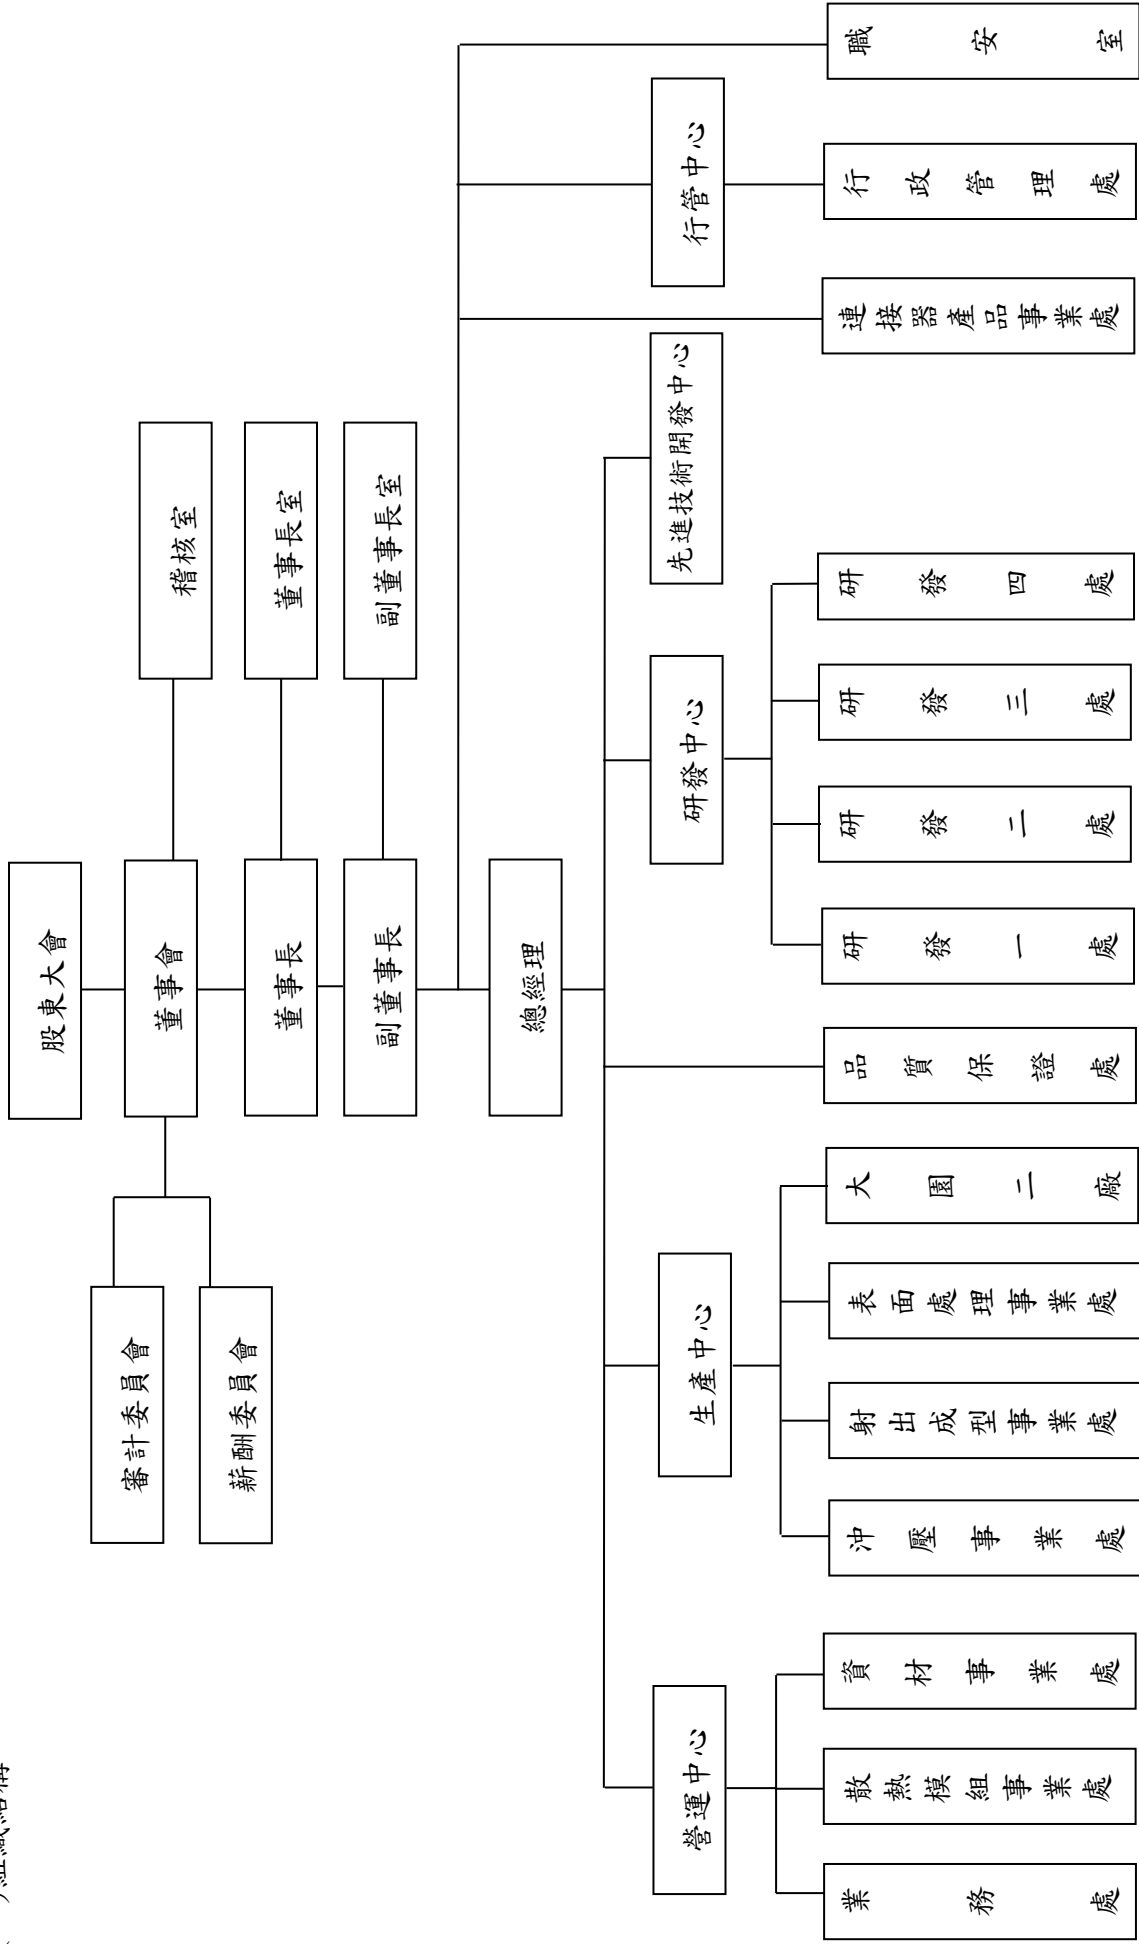 組織結構
股東大會
董事會
稽核室
審計委員會
薪酬委員會
董事長
董事長室
副董事長
副董事長室
總經理
營運中心
生產中心
研發中心
先進技術開發中心
行管中心
業務處
散熱模組事業處
資材事業處
沖壓事業處
射出成型事業處
表面處理事業處
大園二廠
品質保證處
研發一處
研發二處
研發三處
研發四處
連接器產品事業處
行政管理處
職安室